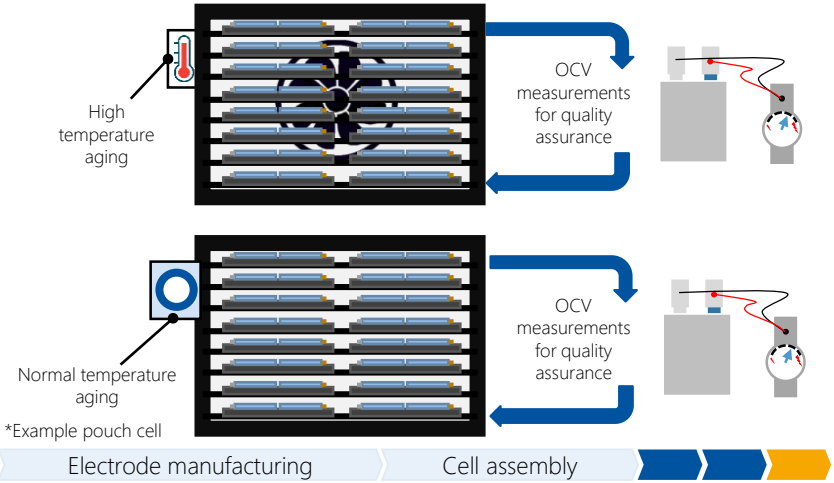 High
temperature
aging
OCV
measurements
for quality
assurance
Normal temperature
aging
OCV
measurements
for quality
assurance
*Example pouch cell
Electrode manufacturing
Cell assembly